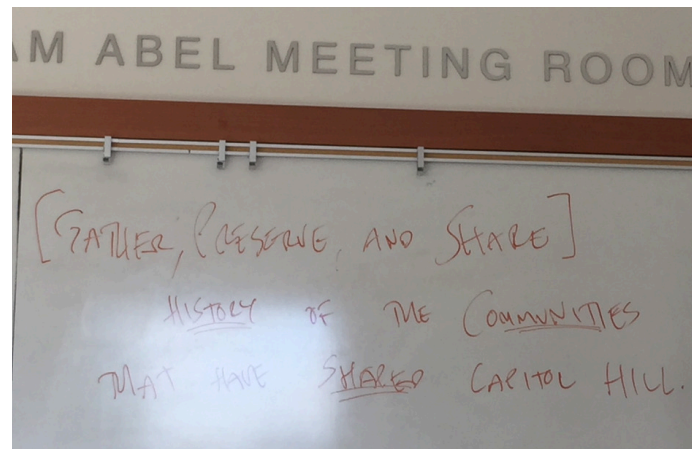 AM ABEL MEETING ROOM
[GATHER, PRESERVE, AND SHARE]
HISTORY OF THE COMMUNITIES
THAT HAVE SHARED CAPITOL HILL.